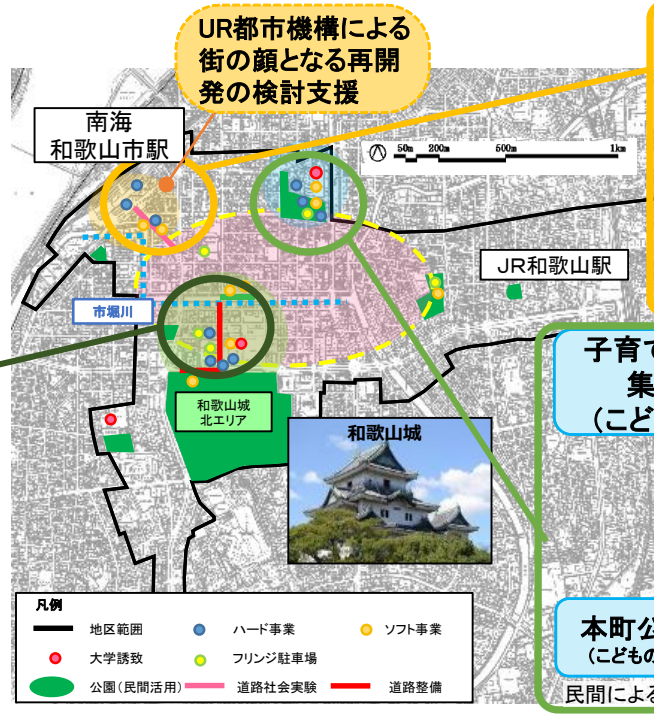 UR都市機構による
街の顔となる再開
発の検討支援
南海
和歌山市駅
50m 200m 500m 1km
JR和歌山駅
市堀川
子育て
集
(こど
和歌山城
北エリア
和歌山城
本町公
(こどもの
民間による
凡例
地区範囲 ハード事業 ソフト事業
大学誘致 フリンジ駐車場
公園(民間活用) 道路社会実験 道路整備